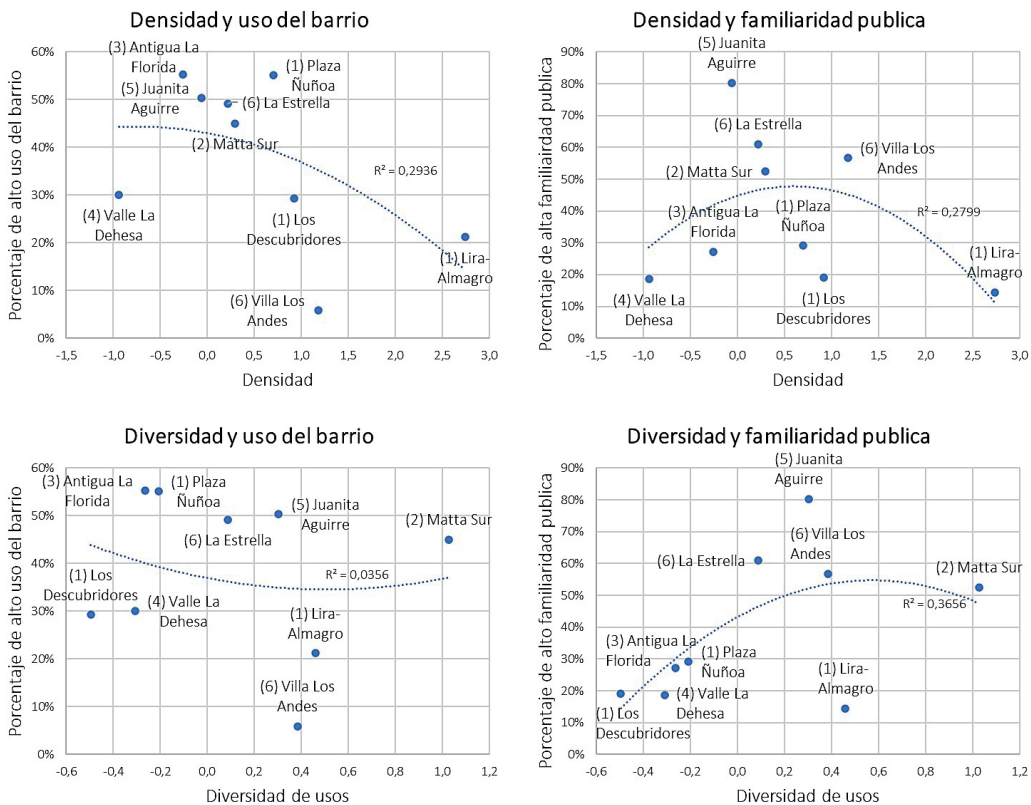 Densidad y uso del barrio
Porcentaje de alto uso del barrio
60%
50%
40%
30%
20%
10%
0%
(3) Antigua La
Florida
(1) Plaza
Ñuñoa
(5) Juanita
Aguirre
(6) La Estrella
(2) Matta Sur
R² = 0,2936
(4) Valle La
Dehesa
(1) Los
Descubridores
(1) Lira-
Almagro
(6) Villa Los
Andes
-1,5 -1,0 0,0 0,5 1,0 1,5 2,0 2,5 3,0
Densidad
Densidad y familiaridad publica
Porcentaje de alta familiairdad publica
90%
80%
70%
60%
50%
40%
30%
20%
10%
0%
(5) Juanita
Aguirre
(6) La Estrella
(6) Villa Los
Andes
(2) Matta Sur
(3) Antigua La
Florida
(1) Plaza
Ñuñoa
R² = 0,2799
(1) Lira-
Almagro
(4) Valle La
Dehesa
(1) Los
Descubridores
-1,5 -1,0 0,0 0,5 1,0 1,5 2,0 2,5 3,0
Densidad
Diversidad y uso del barrio
Porcentaje de alto uso del barrio
60%
50%
40%
30%
20%
10%
0%
(3) Antigua La
Florida
(1) Plaza
Ñuñoa
(5) Juanita
Aguirre
(2) Matta Sur
(6) La Estrella
R² = 0,0356
(1) Los
Descubridores
(4) Valle La
Dehesa
(1) Lira-
Almagro
(6) Villa Los
Andes
-0,6 -0,4 -0,2 0,0 0,2 0,4 0,6 0,8 1,0 1,2
Diversidad de usos
Diversidad y familiaridad publica
Porcentaje de alto familiaridad publica
90%
80%
70%
60%
50%
40%
30%
20%
10%
0%
(5) Juanita
Aguirre
(6) Villa Los
Andes
(6) La Estrella
(2) Matta Sur
R² = 0,3656
(3) Antigua La
Florida
(1) Plaza
Ñuñoa
(1) Lira-
Almagro
(4) Valle La
Dehesa
(1) Los
Descubridores
-0,6 -0,4 -0,2 0,0 0,2 0,4 0,6 0,8 1,0 1,2
Diversidad de usos